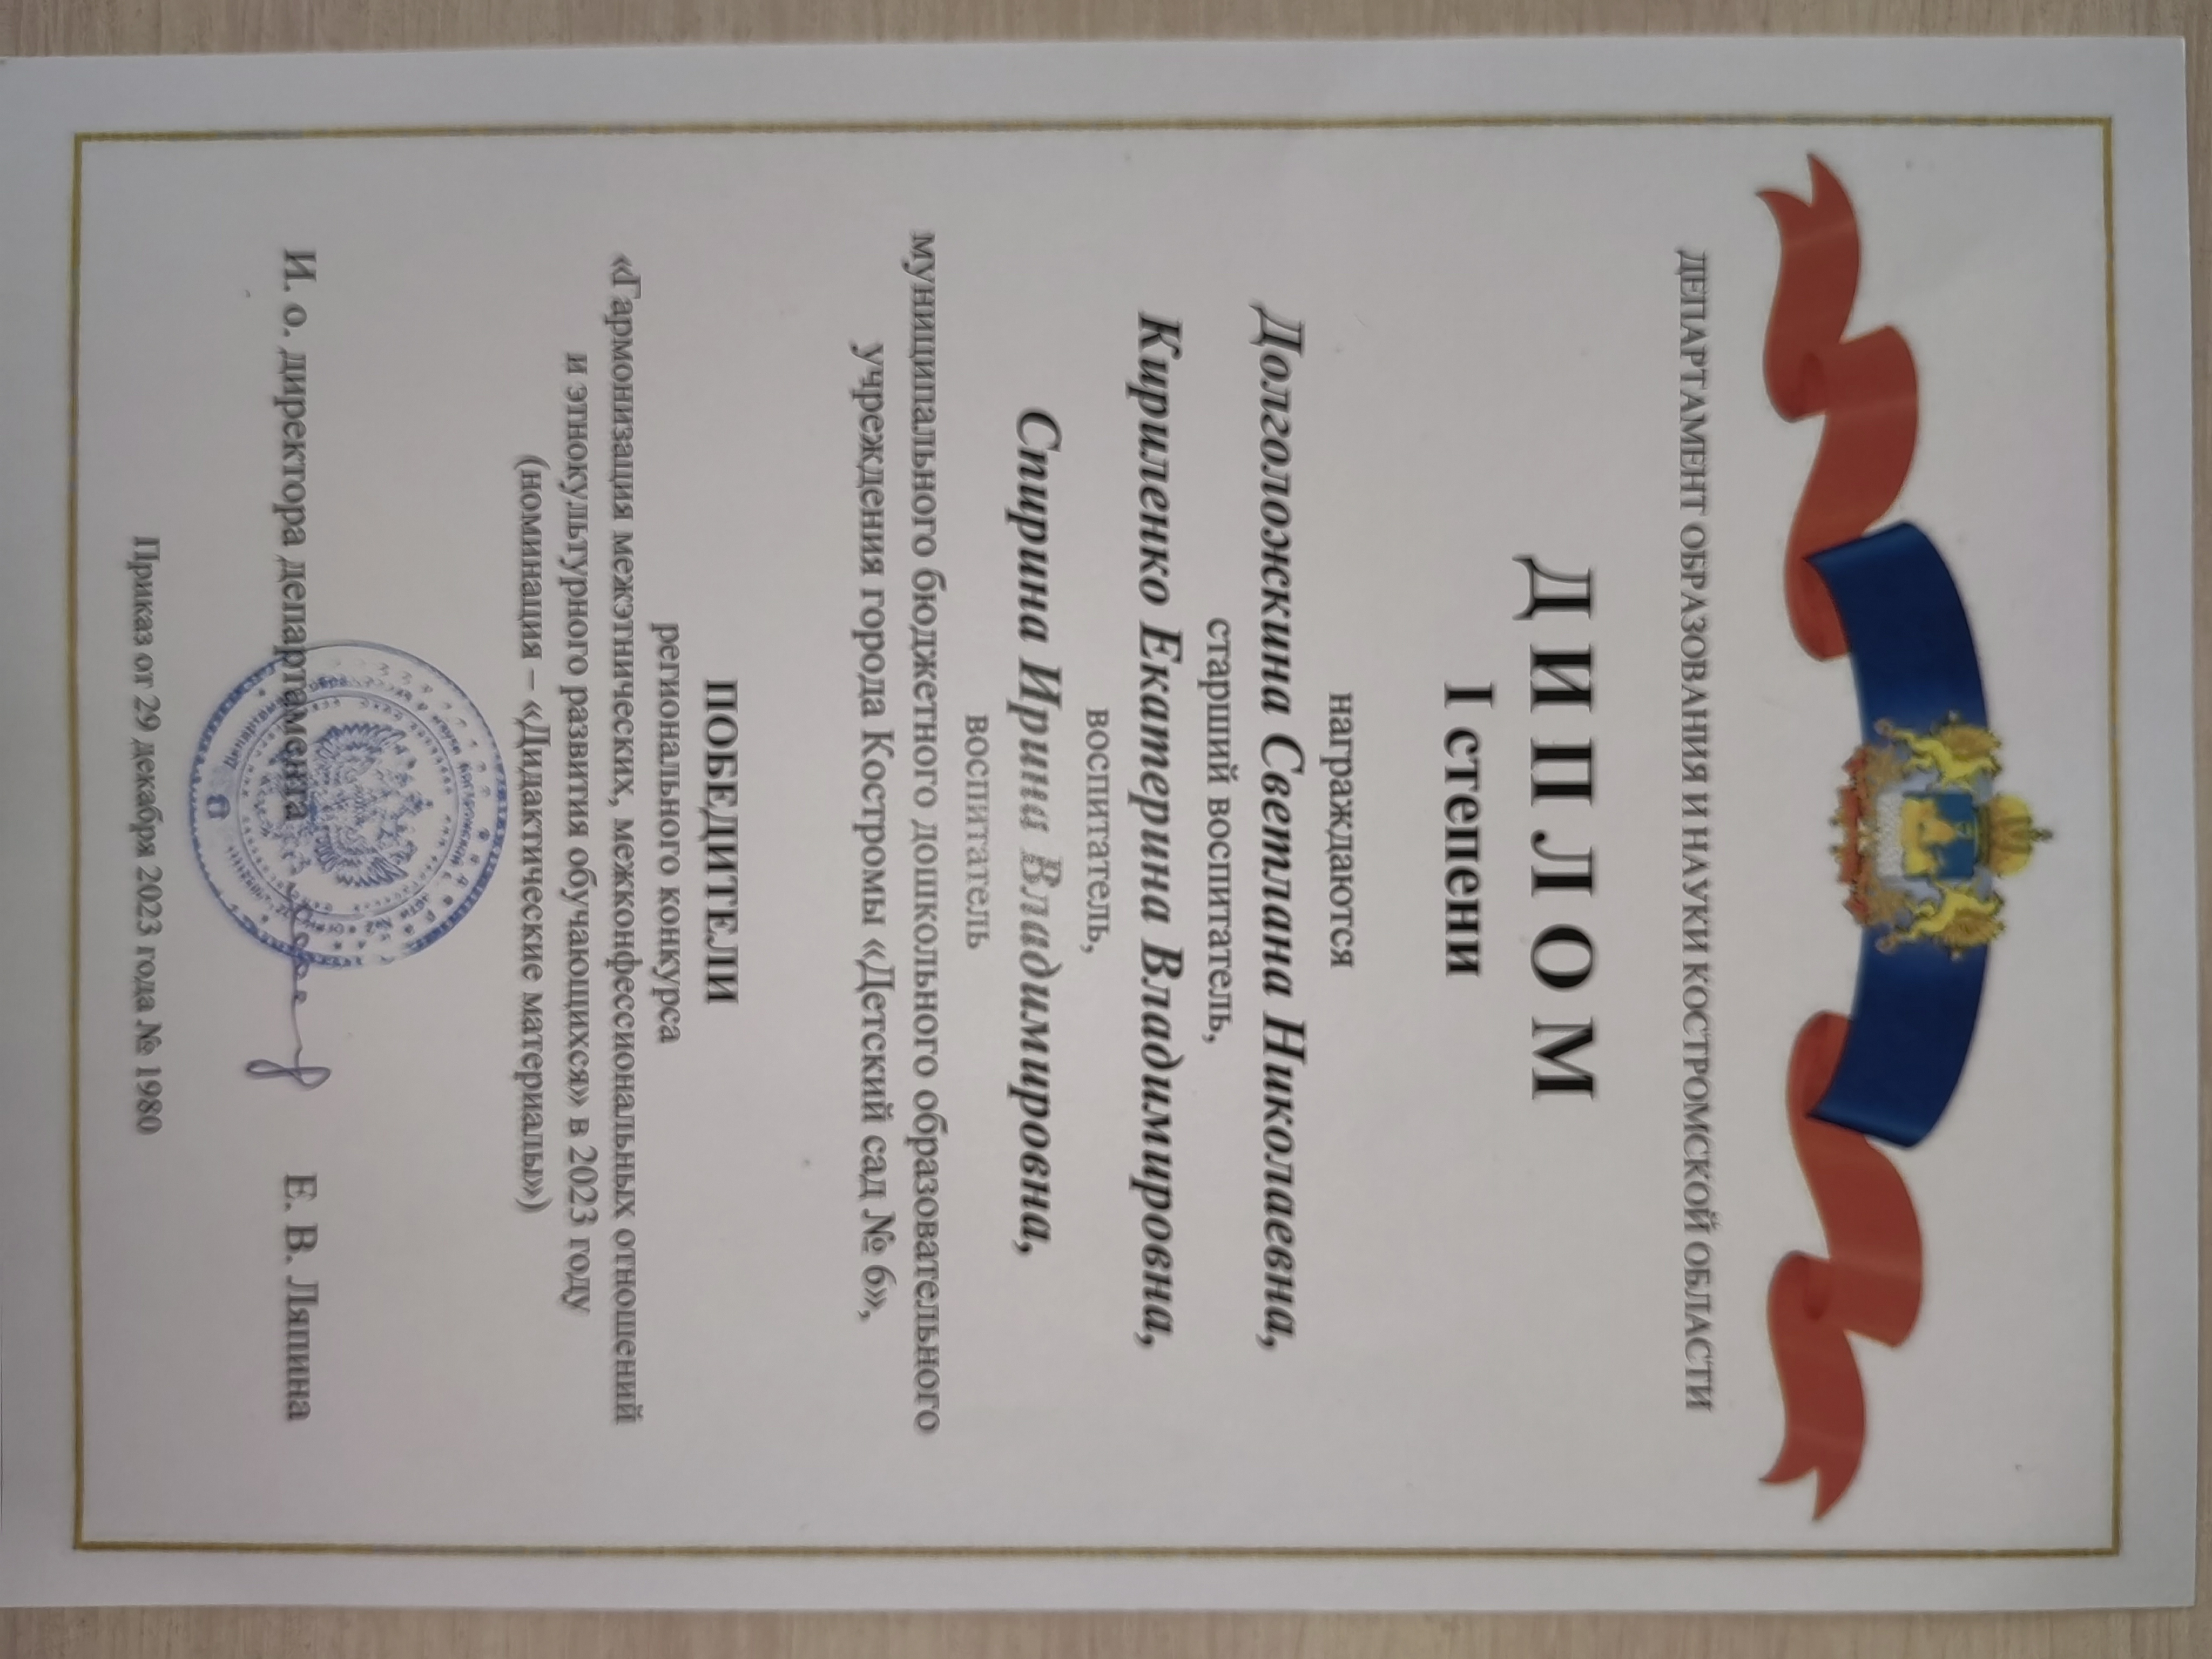 ДЕПАРТАМЕНТ ОБРАЗОВАНИЯ И НАУКИ КОСТРОМСКОЙ ОБЛАСТИ
ДИПЛОМ
I степени
награждаются
Долголожкина Светлана Николаевна,
старший воспитатель,
Кириленко Екатерина Владимировна,
воспитатель,
Спирина Ирина Владимировна,
воспитатель
муниципального бюджетного дошкольного образовательного
учреждения города Костромы «Детский сад № 6»,
ПОБЕДИТЕЛИ
регионального конкурса
«Гармонизация межэтнических, межконфессиональных отношений
и этнокультурного развития обучающихся» в 2023 году
(номинация – «Дидактические материалы»)
И. о. директора департамента Е. В. Ляпина
Приказ от 29 декабря 2023 года № 1980